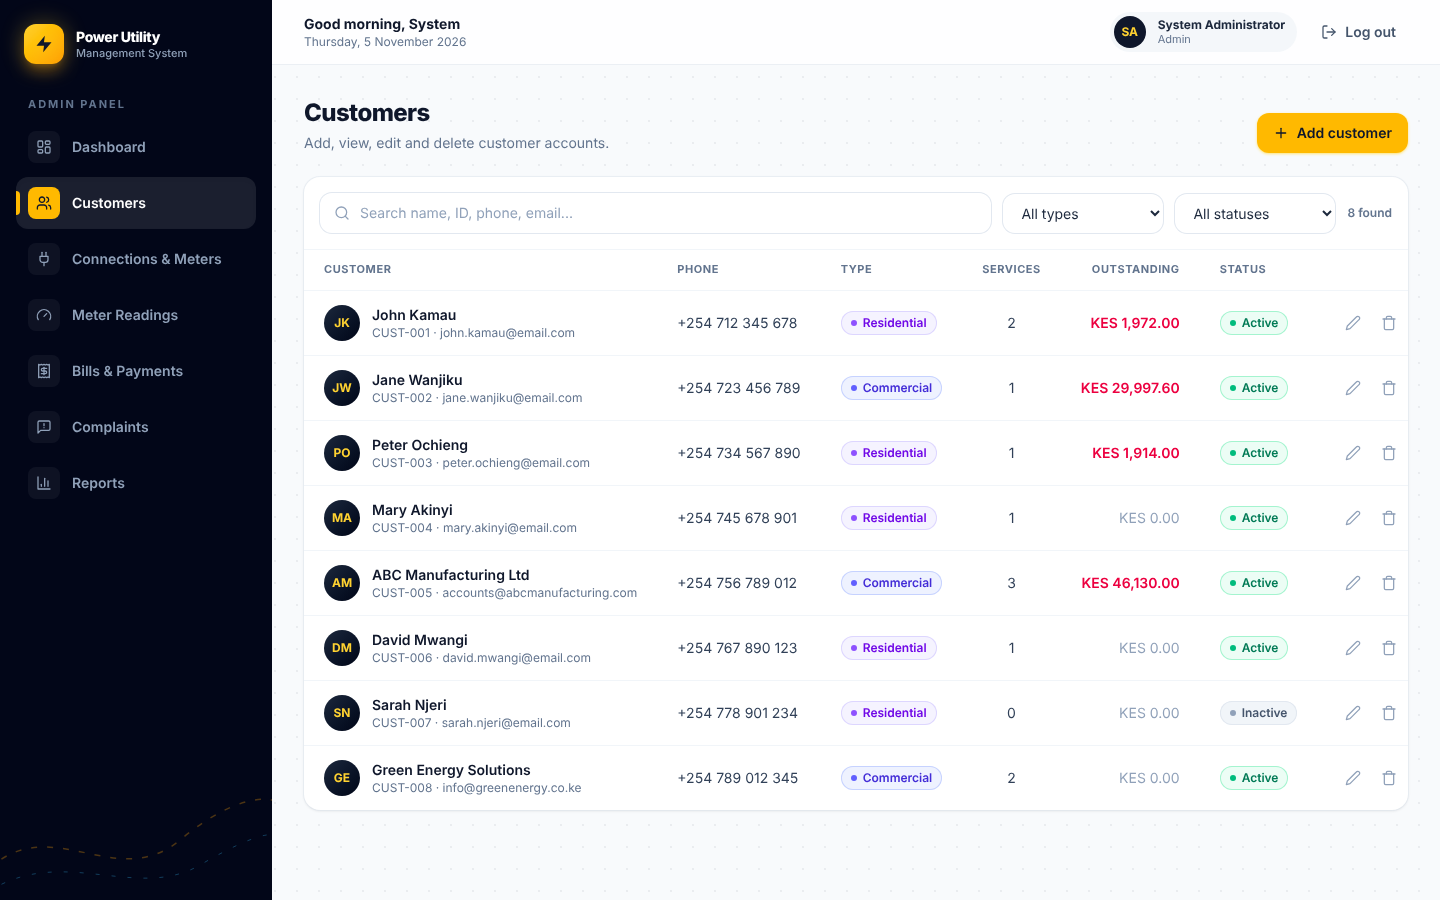 Power Utility
Management System
ADMIN PANEL
Dashboard
Customers
Connections & Meters
Meter Readings
Bills & Payments
Complaints
Reports
Good morning, System
Thursday, 5 November 2026
SA
System Administrator
Admin
Log out
Customers
Add, view, edit and delete customer accounts.
Add customer
Search name, ID, phone, email...
All types
All statuses
8 found
CUSTOMER PHONE TYPE SERVICES OUTSTANDING STATUS
JK John Kamau +254 712 345 678 Residential 2 KES 1,972.00 Active
CUST-001 · john.kamau@email.com
JW Jane Wanjiku +254 723 456 789 Commercial 1 KES 29,997.60 Active
CUST-002 · jane.wanjiku@email.com
PO Peter Ochieng +254 734 567 890 Residential 1 KES 1,914.00 Active
CUST-003 · peter.ochieng@email.com
MA Mary Akinyi +254 745 678 901 Residential 1 KES 0.00 Active
CUST-004 · mary.akinyi@email.com
AM ABC Manufacturing Ltd +254 756 789 012 Commercial 3 KES 46,130.00 Active
CUST-005 · accounts@abcmanufacturing.com
DM David Mwangi +254 767 890 123 Residential 1 KES 0.00 Active
CUST-006 · david.mwangi@email.com
SN Sarah Njeri +254 778 901 234 Residential 0 KES 0.00 Inactive
CUST-007 · sarah.njeri@email.com
GE Green Energy Solutions +254 789 012 345 Commercial 2 KES 0.00 Active
CUST-008 · info@greenenergy.co.ke